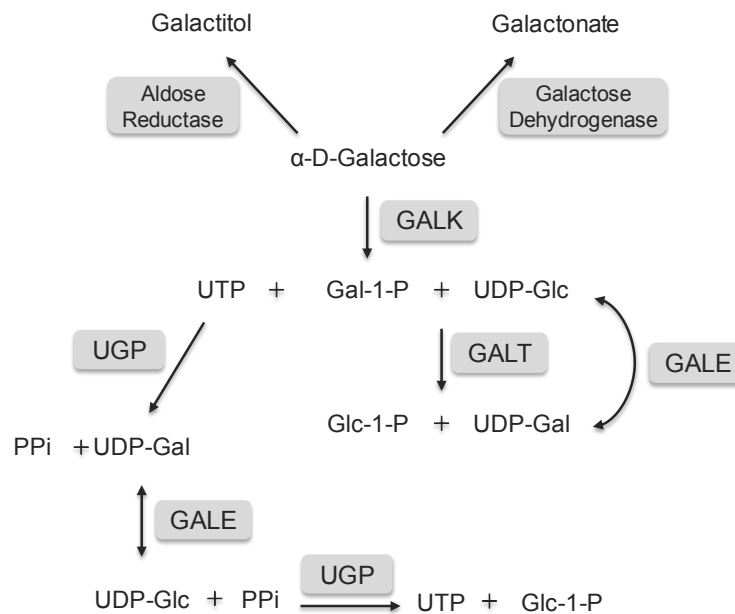 Galactitol
Galactonate
Aldose
Reductase
Galactose
Dehydrogenase
α-D-Galactose
GALK
UTP + Gal-1-P + UDP-Glc
UGP
GALT
GALE
Glc-1-P + UDP-Gal
PPi +UDP-Gal
GALE
UDP-Glc + PPi
UGP
UTP + Glc-1-P